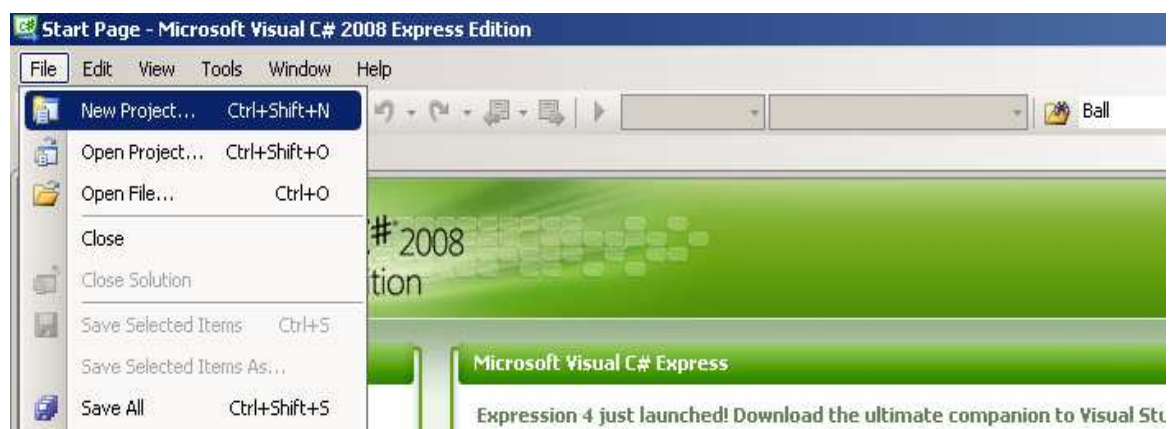 Start Page - Microsoft Visual C# 2008 Express Edition
File Edit View Tools Window Help
New Project... Ctrl+Shift+N
Ball
Open Project... Ctrl+Shift+O
Open File... Ctrl+O
C# 2008
Close
ition
Close Solution
Save Selected Items Ctrl+S
Save Selected Items As...
Microsoft Visual C# Express
Save All Ctrl+Shift+S
Expression 4 just launched! Download the ultimate companion to Visual Stu